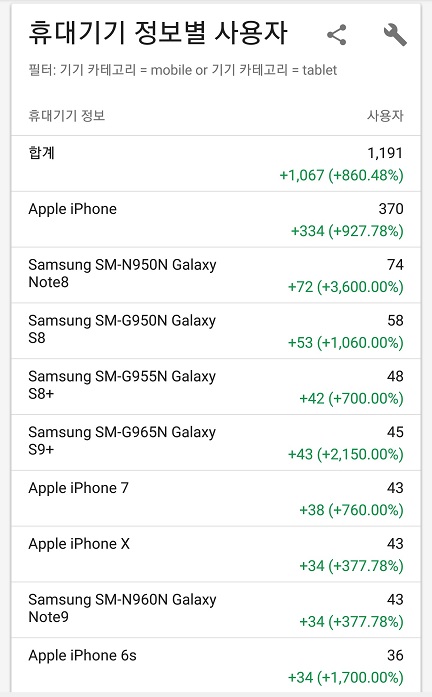 휴대기기 정보별 사용자
필터: 기기 카테고리 = mobile or 기기 카테고리 = tablet
휴대기기 정보 사용자
합계 1,191
+1,067 (+860.48%)
Apple iPhone 370
+334 (+927.78%)
Samsung SM-N950N Galaxy 74
Note8
+72 (+3,600.00%)
Samsung SM-G950N Galaxy 58
S8
+53 (+1,060.00%)
Samsung SM-G955N Galaxy 48
S8+
+42 (+700.00%)
Samsung SM-G965N Galaxy 45
S9+
+43 (+2,150.00%)
Apple iPhone 7 43
+38 (+760.00%)
Apple iPhone X 43
+34 (+377.78%)
Samsung SM-N960N Galaxy 43
Note9
+34 (+377.78%)
Apple iPhone 6s 36
+34 (+1,700.00%)